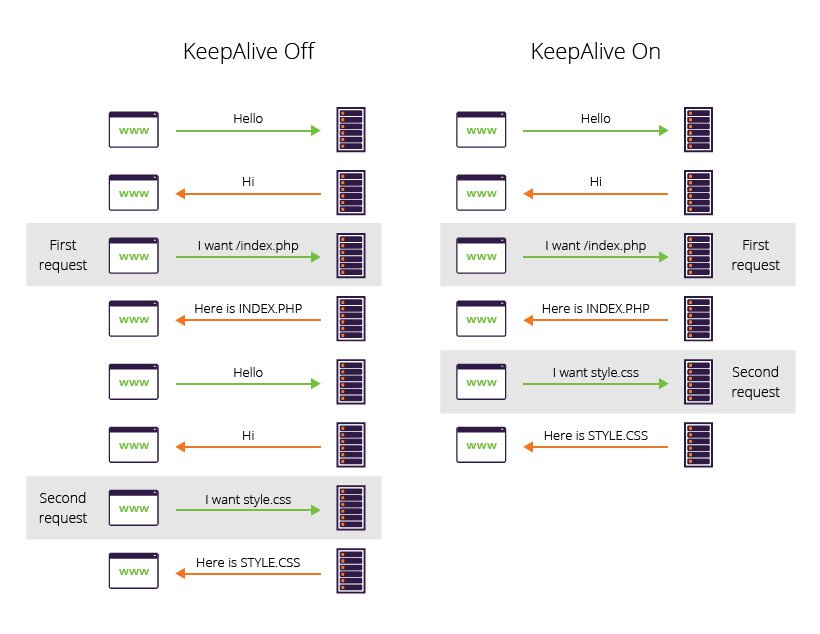 KeepAlive Off
www
Hello
www
Hi
First
request
www
I want /index.php
www
Here is INDEX.PHP
www
Hello
www
Hi
Second
request
www
I want style.css
www
Here is STYLE.CSS
KeepAlive On
www
Hello
www
Hi
www
I want /index.php
First
request
www
Here is INDEX.PHP
www
I want style.css
Second
request
www
Here is STYLE.CSS